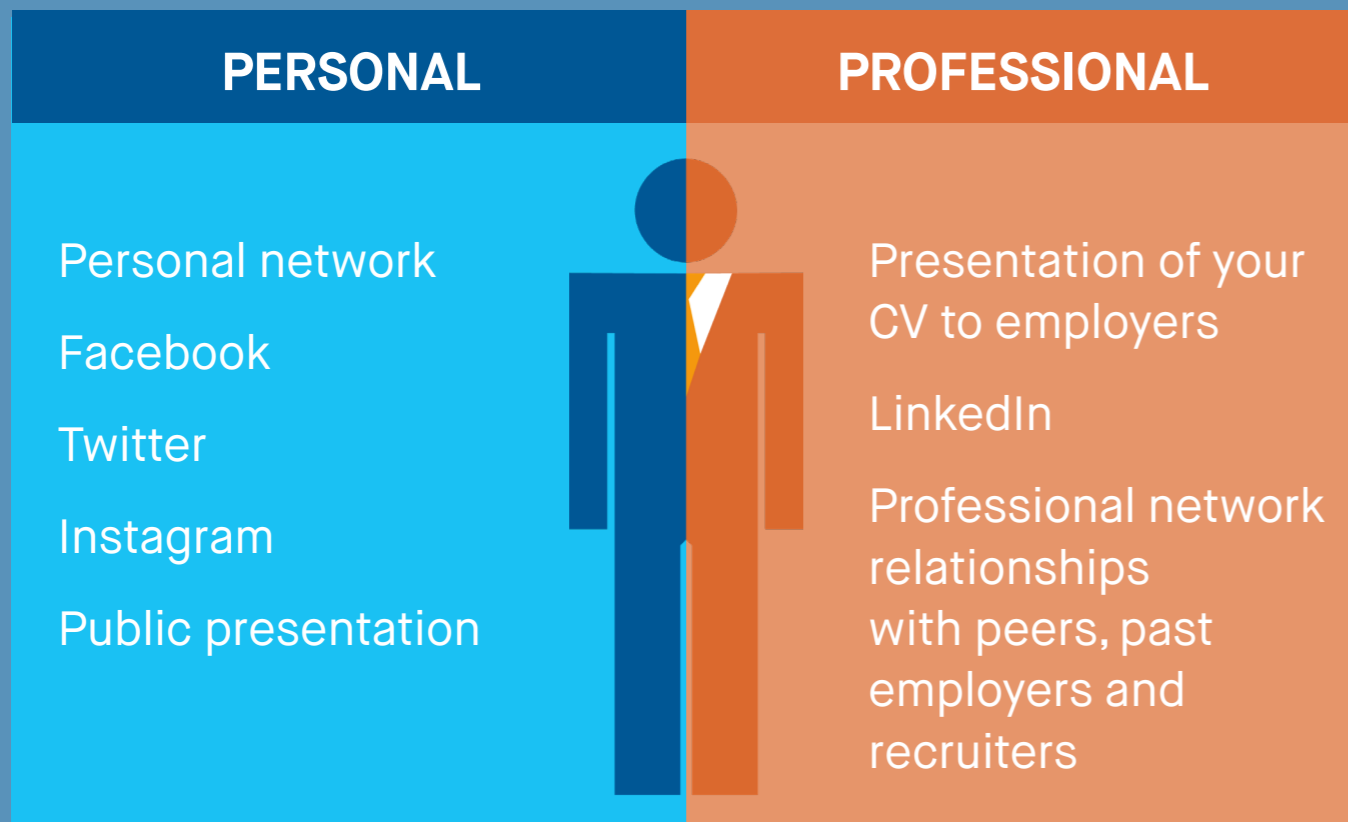 PERSONAL
Personal network
Facebook
Twitter
Instagram
Public presentation
PROFESSIONAL
Presentation of your
CV to employers
LinkedIn
Professional network
relationships
with peers, past
employers and
recruiters